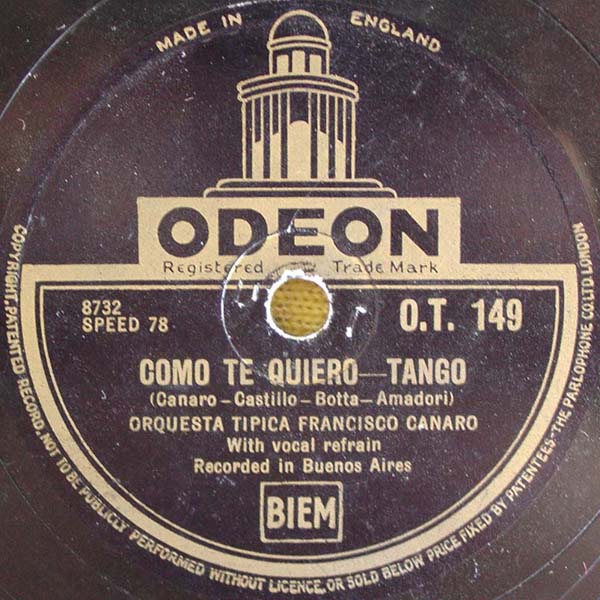 MADE IN ENGLAND
ODEON
Registered Trade Mark
8732
SPEED 78
O.T. 149
COMO TE QUIERO—TANGO
(Canaro – Castillo – Botta – Amadori)
ORQUESTA TIPICA FRANCISCO CANARO
With vocal refrain
Recorded in Buenos Aires
BIEM
COPYRIGHT, PATENTED RECORD. NOT TO BE PUBLICLY PERFORMED WITHOUT LICENCE, OR SOLD BELOW PRICE FIXED BY PATENTEES–THE PARLOPHONE CO. LTD. LONDON